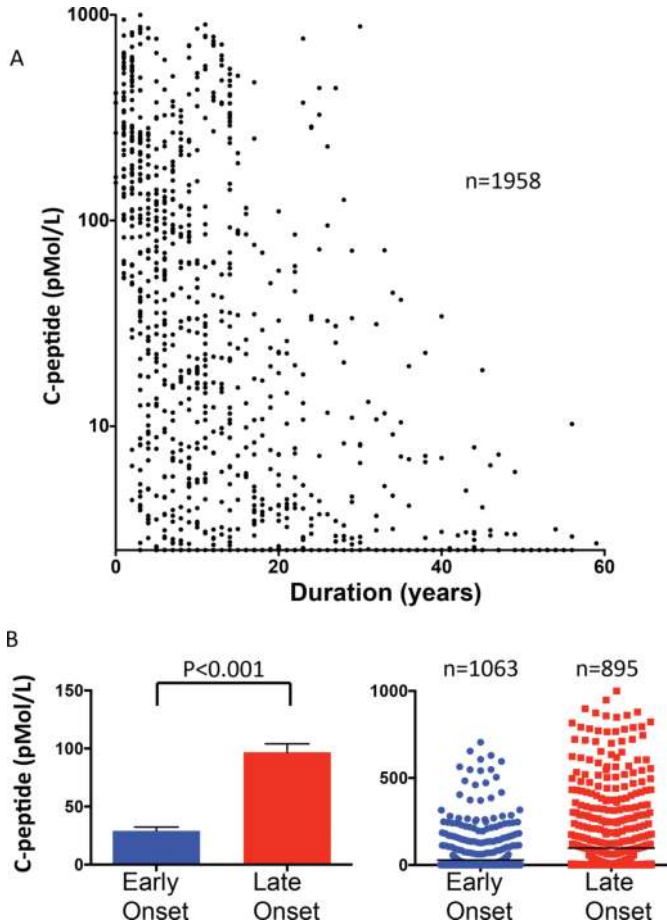 A
1000
100
10
C-peptide (pMol/L)
n=1958
0
20
40
60
Duration (years)
B
C-peptide (pMol/L)
150
100
50
0
P<0.001
Early
Onset
Late
Onset
1000
500
0
n=1063
n=895
Early
Onset
Late
Onset